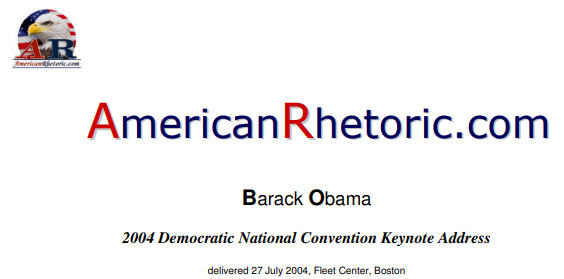 AR
AmericanRhetoric.com
AmericanRhetoric.com
Barack Obama
2004 Democratic National Convention Keynote Address
delivered 27 July 2004, Fleet Center, Boston